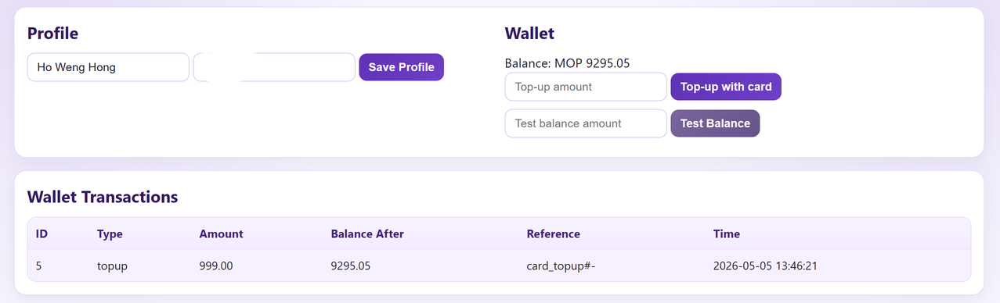 Profile
Ho Weng Hong
Save Profile
Wallet
Balance: MOP 9295.05
Top-up amount
Top-up with card
Test balance amount
Test Balance
Wallet Transactions
ID Type Amount Balance After Reference Time
5 topup 999.00 9295.05 card_topup#- 2026-05-05 13:46:21